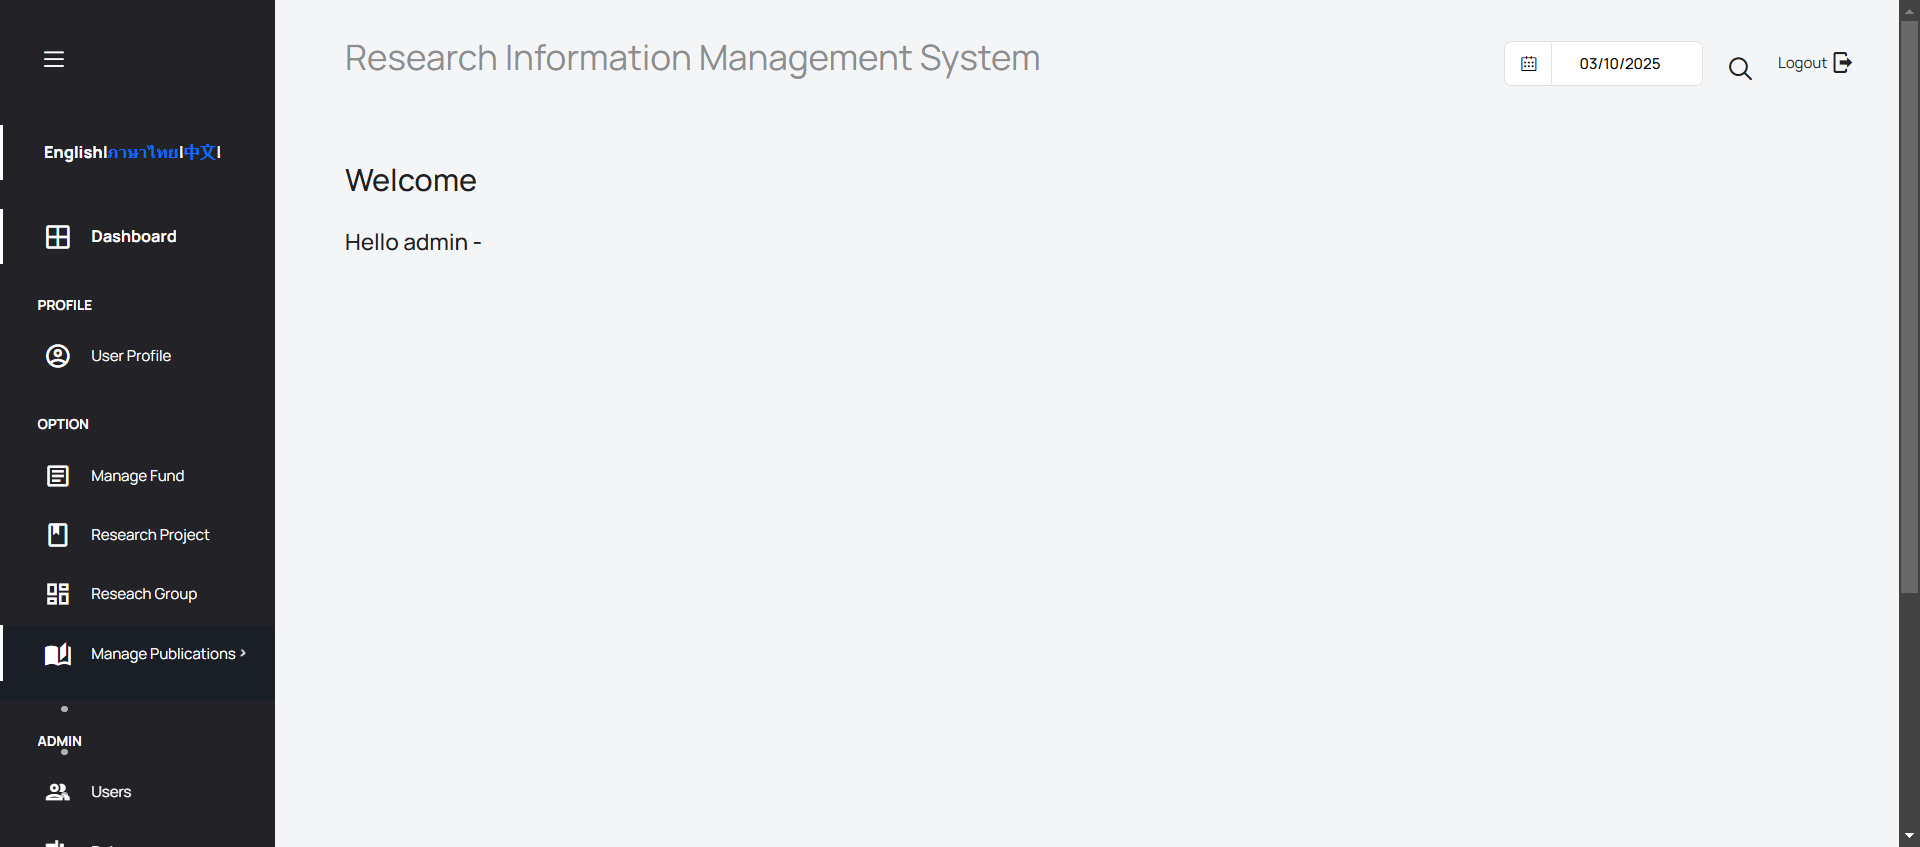 Research Information Management System
03/10/2025
Logout
English|ภาษาไทย|中文|
Dashboard
PROFILE
User Profile
OPTION
Manage Fund
Research Project
Reseach Group
Manage Publications >
ADMIN
Users
Welcome
Hello admin -